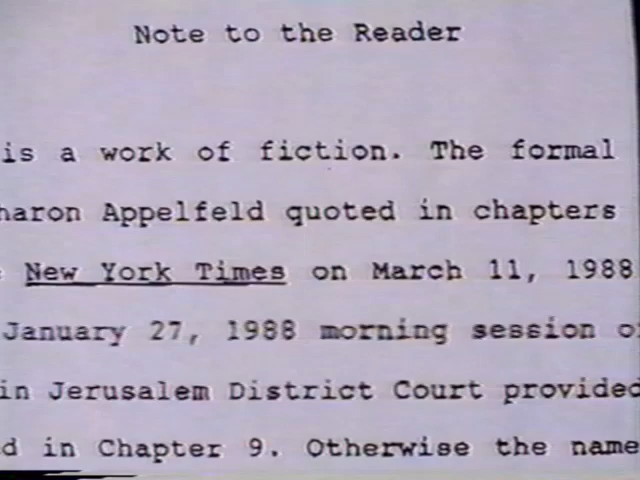 Note to the Reader
is a work of fiction. The formal
haron Appelfeld quoted in chapters
New York Times on March 11, 1988
January 27, 1988 morning session
in Jerusalem District Court provided
d in Chapter 9. Otherwise the name